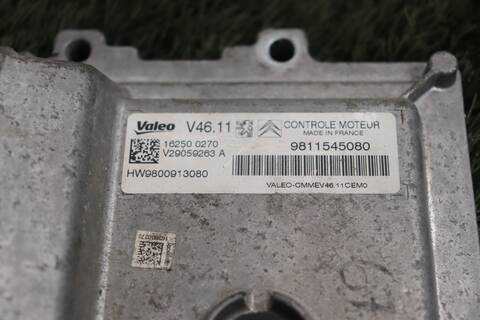 Valeo V46.11 CONTROLE MOTEUR
MADE IN FRANCE
16250 0270
V29059263 A
9811545080
HW9800913080
VALEO-CMMEV46.11CEM0